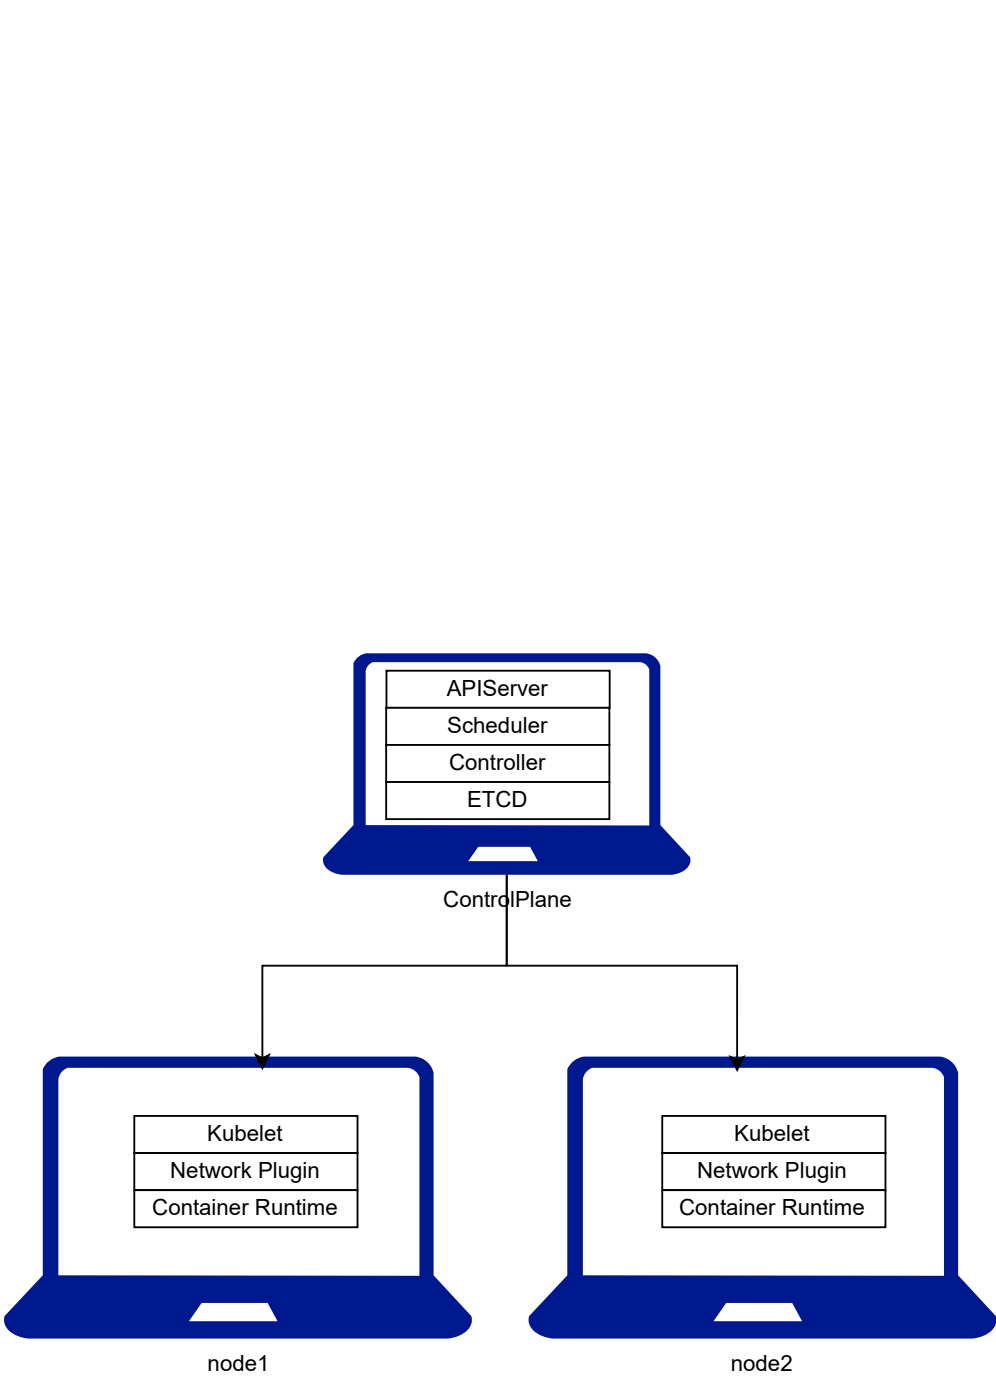 APIServer
Scheduler
Controller
ETCD
ControlPlane
Kubelet
Network Plugin
Container Runtime
node1
Kubelet
Network Plugin
Container Runtime
node2